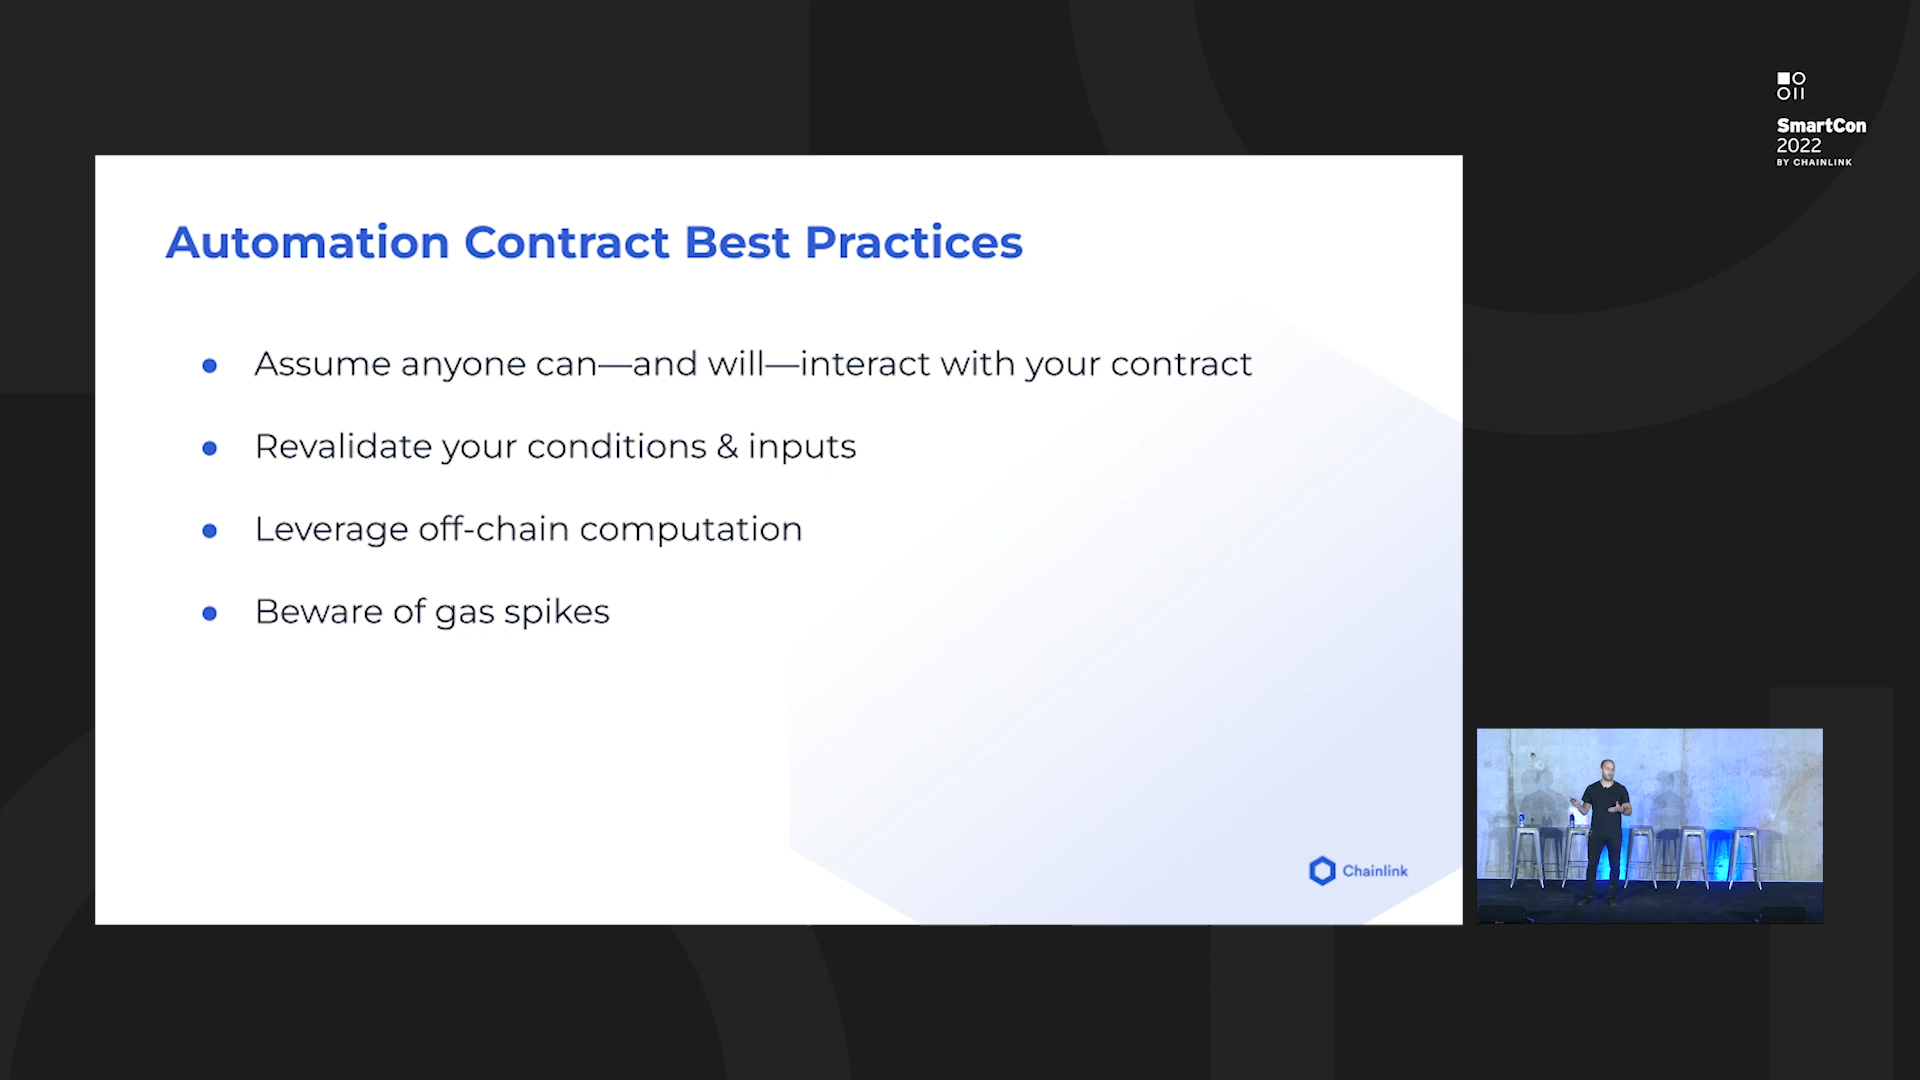 SmartCon
2022
BY CHAINLINK
Automation Contract Best Practices
Assume anyone can—and will—interact with your contract
Revalidate your conditions & inputs
Leverage off-chain computation
Beware of gas spikes
Chainlink